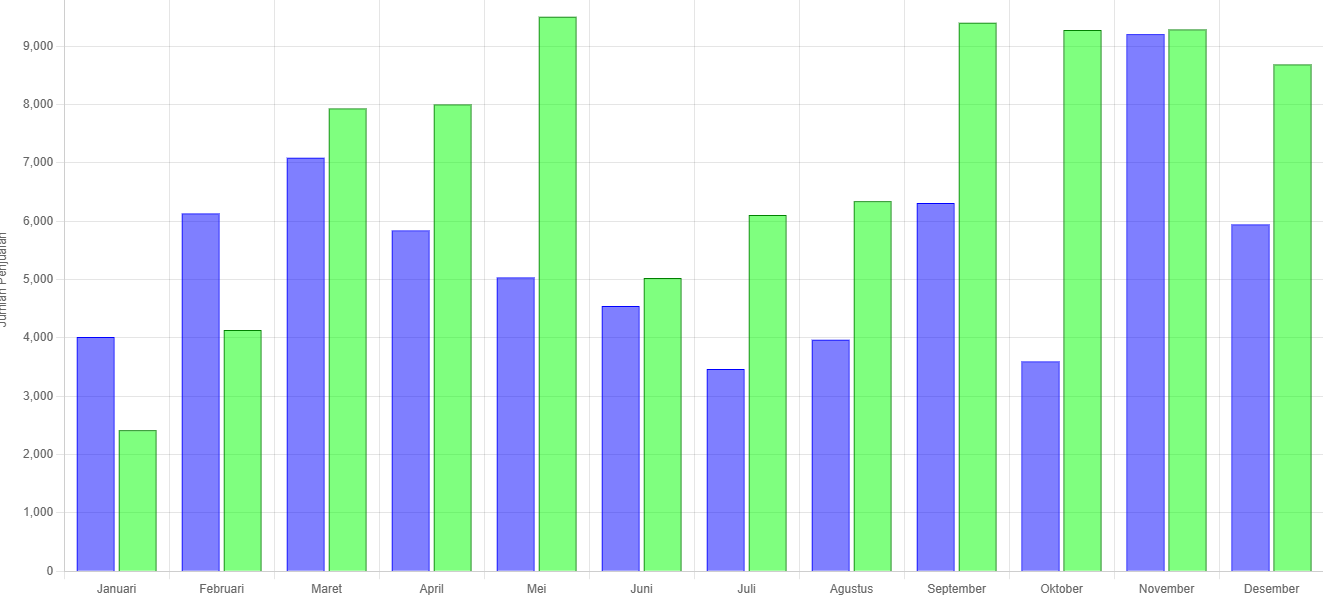 9,000
8,000
7,000
6,000
5,000
4,000
3,000
2,000
1,000
0
Jumlah Penjualan
Januari
Februari
Maret
April
Mei
Juni
Juli
Agustus
September
Oktober
November
Desember